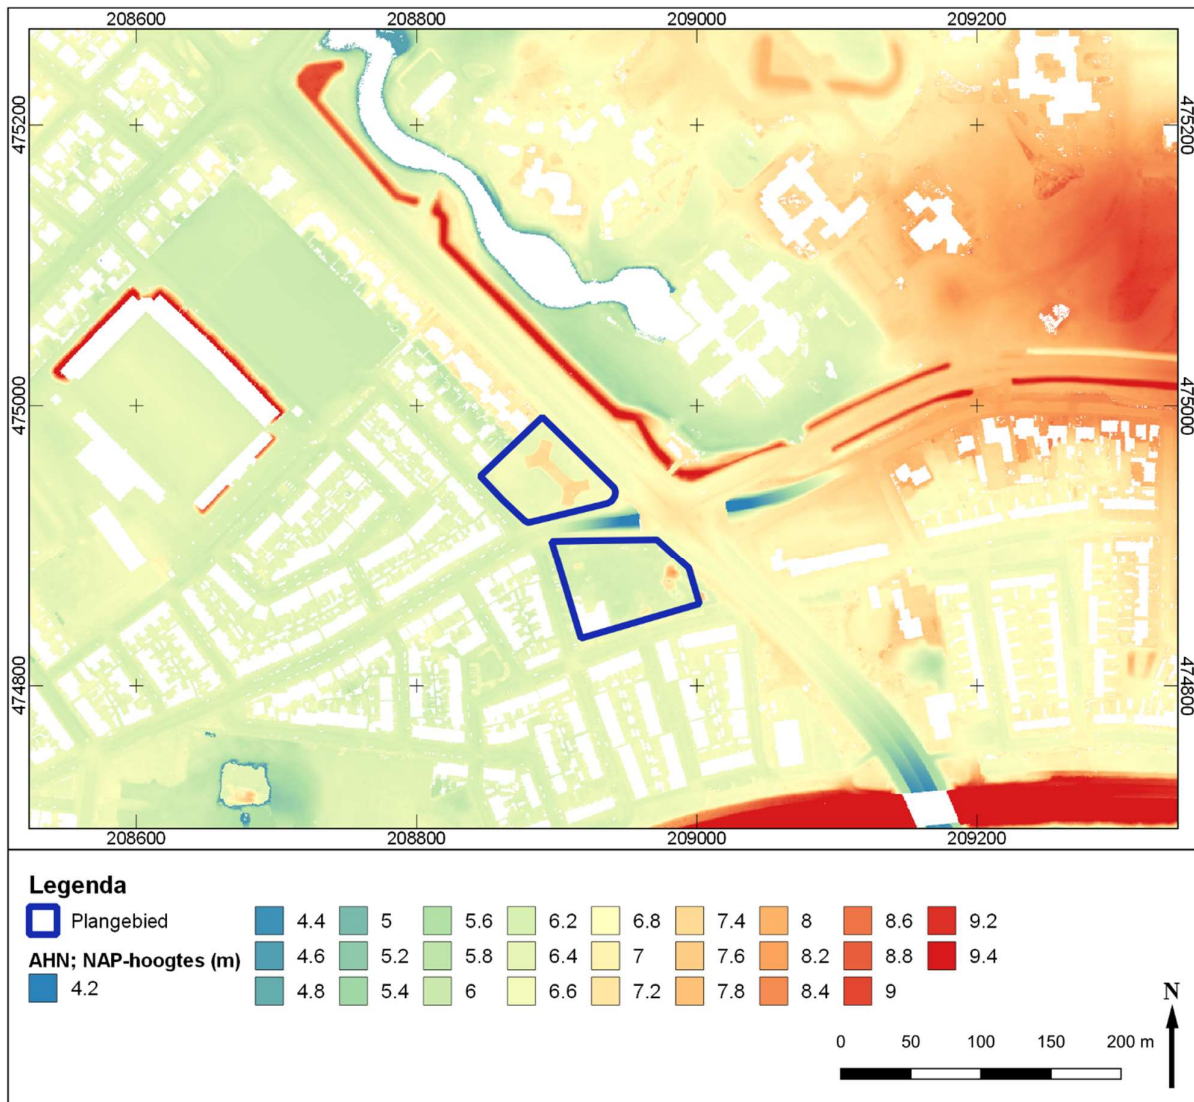 208600 208800 209000 209200
475200 475200
475000 475000
474800 474800
208600 208800 209000 209200
Legenda
Plangebied
AHN; NAP-hoogtes (m)
4.2
4.4 5 5.6 6.2 6.8 7.4 8 8.6 9.2
4.6 5.2 5.8 6.4 7 7.6 8.2 8.8 9.4
4.8 5.4 6 6.6 7.2 7.8 8.4 9
N
0 50 100 150 200 m